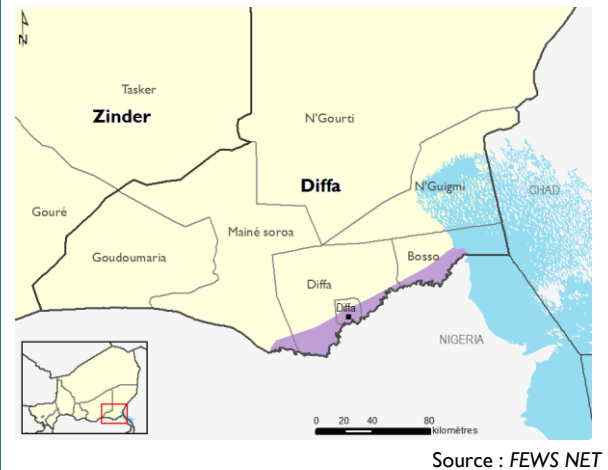 N
Tasker
Zinder
N'Gourti
Diffa
N'Guigmi
CHAD
Gouré
Mainé soroa
Goudoumaria
Bosso
Diffa
Diffa
NIGERIA
0 20 40 80
kilomètres
Source : FEWS NET